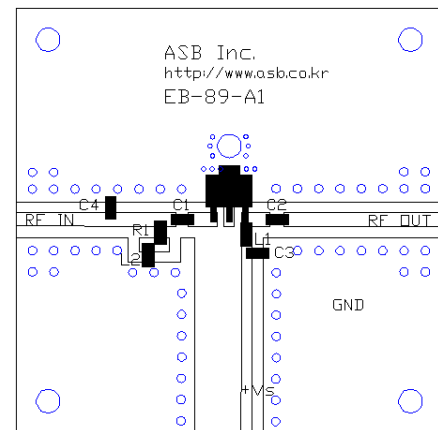 ASB Inc.
http://www.asb.co.kr
EB-89-A1
C4
C1
C2
RF IN
RF OUT
R1
L1
L2
C3
GND
+Vs